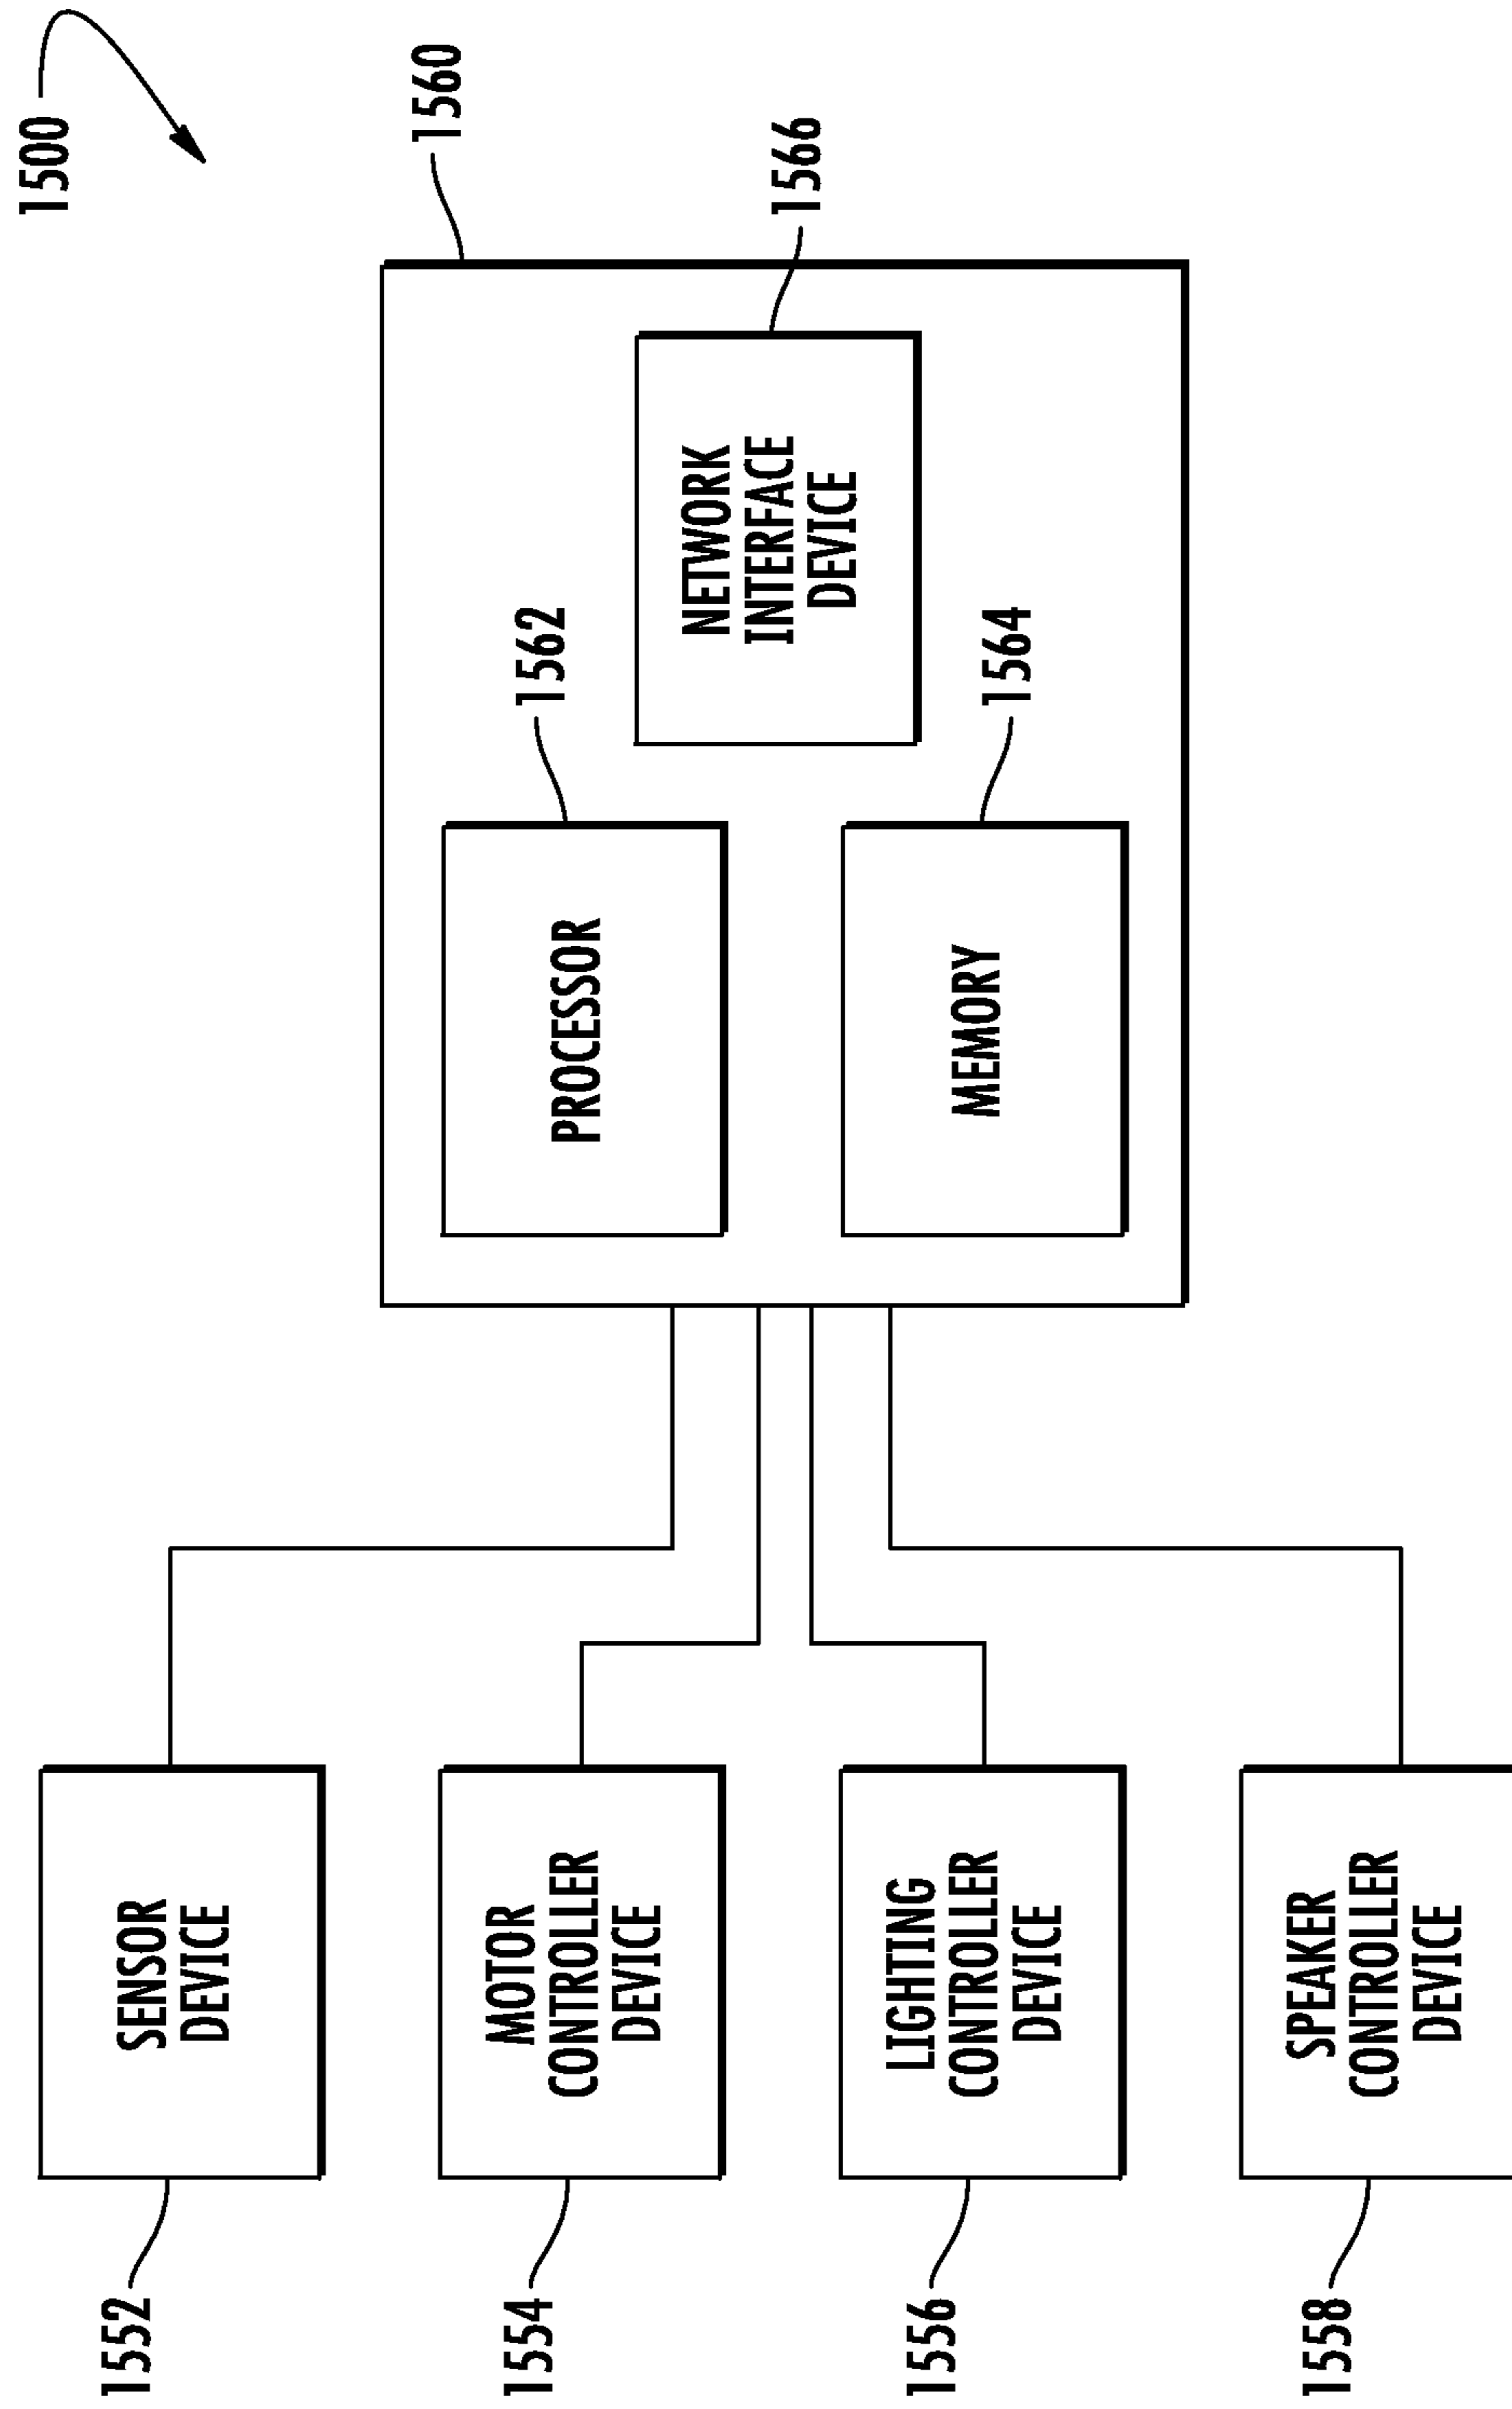 1500
1560
1552
SENSOR
DEVICE
1562
PROCESSOR
1566
NETWORK
INTERFACE
DEVICE
1554
MOTOR
CONTROLLER
DEVICE
1564
MEMORY
1556
LIGHTING
CONTROLLER
DEVICE
1558
SPEAKER
CONTROLLER
DEVICE